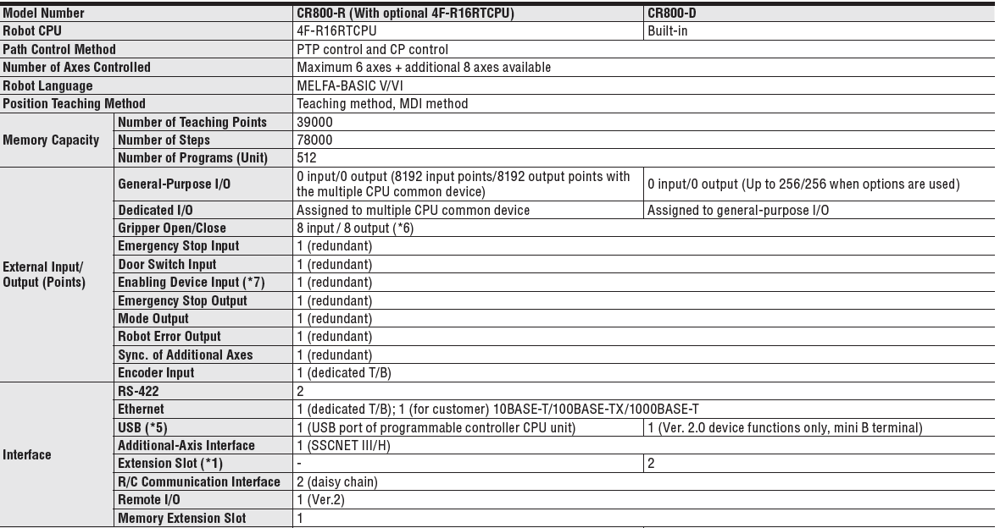 Model Number CR800-R (With optional 4F-R16RTCPU) CR800-D
Robot CPU 4F-R16RTCPU Built-in
Path Control Method PTP control and CP control
Number of Axes Controlled Maximum 6 axes + additional 8 axes available
Robot Language MELFA-BASIC V/VI
Position Teaching Method Teaching method, MDI method
Memory Capacity
Number of Teaching Points 39000
Number of Steps 78000
Number of Programs (Unit) 512
External Input/
Output (Points)
General-Purpose I/O 0 input/0 output (8192 input points/8192 output points with
the multiple CPU common device) 0 input/0 output (Up to 256/256 when options are used)
Dedicated I/O Assigned to multiple CPU common device Assigned to general-purpose I/O
Gripper Open/Close 8 input / 8 output (*6)
Emergency Stop Input 1 (redundant)
Door Switch Input 1 (redundant)
Enabling Device Input (*7) 1 (redundant)
Emergency Stop Output 1 (redundant)
Mode Output 1 (redundant)
Robot Error Output 1 (redundant)
Sync. of Additional Axes 1 (redundant)
Encoder Input 1 (dedicated T/B)
Interface
RS-422 2
Ethernet 1 (dedicated T/B); 1 (for customer) 10BASE-T/100BASE-TX/1000BASE-T
USB (*5) 1 (USB port of programmable controller CPU unit) 1 (Ver. 2.0 device functions only, mini B terminal)
Additional-Axis Interface 1 (SSCNET III/H)
Extension Slot (*1) - 2
R/C Communication Interface 2 (daisy chain)
Remote I/O 1 (Ver.2)
Memory Extension Slot 1